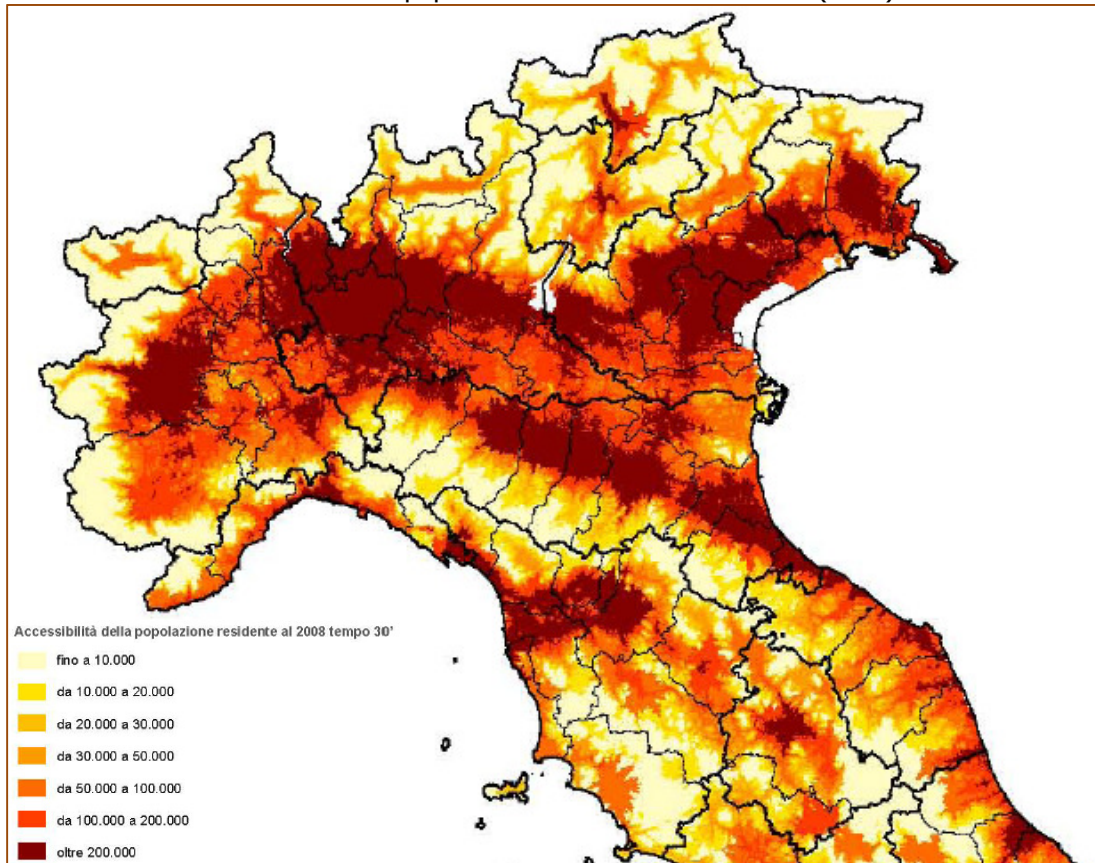 Accessibilità della popolazione residente al 2008 tempo 30'
fino a 10.000
da 10.000 a 20.000
da 20.000 a 30.000
da 30.000 a 50.000
da 50.000 a 100.000
da 100.000 a 200.000
oltre 200.000